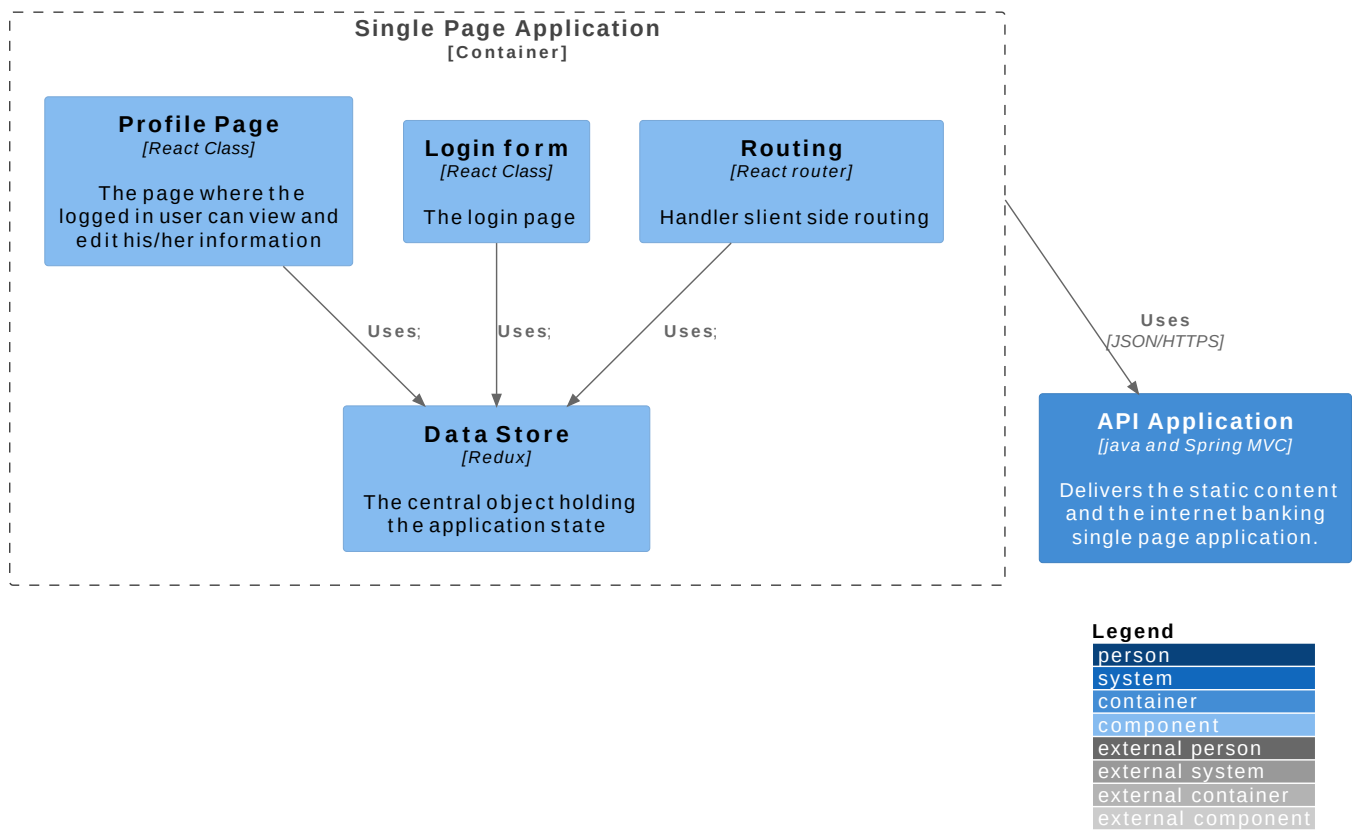 Single Page Application
[Container]
Profile Page
[React Class]
The page where the
logged in user can view and
edit his/her information
Login form
[React Class]
The login page
Routing
[React router]
Handler slient side routing
Uses;
Uses;
Uses;
Uses
[JSON/HTTPS]
Data Store
[Redux]
The central object holding
the application state
API Application
[java and Spring MVC]
Delivers the static content
and the internet banking
single page application.
Legend
person
system
container
component
external person
external system
external container
external component